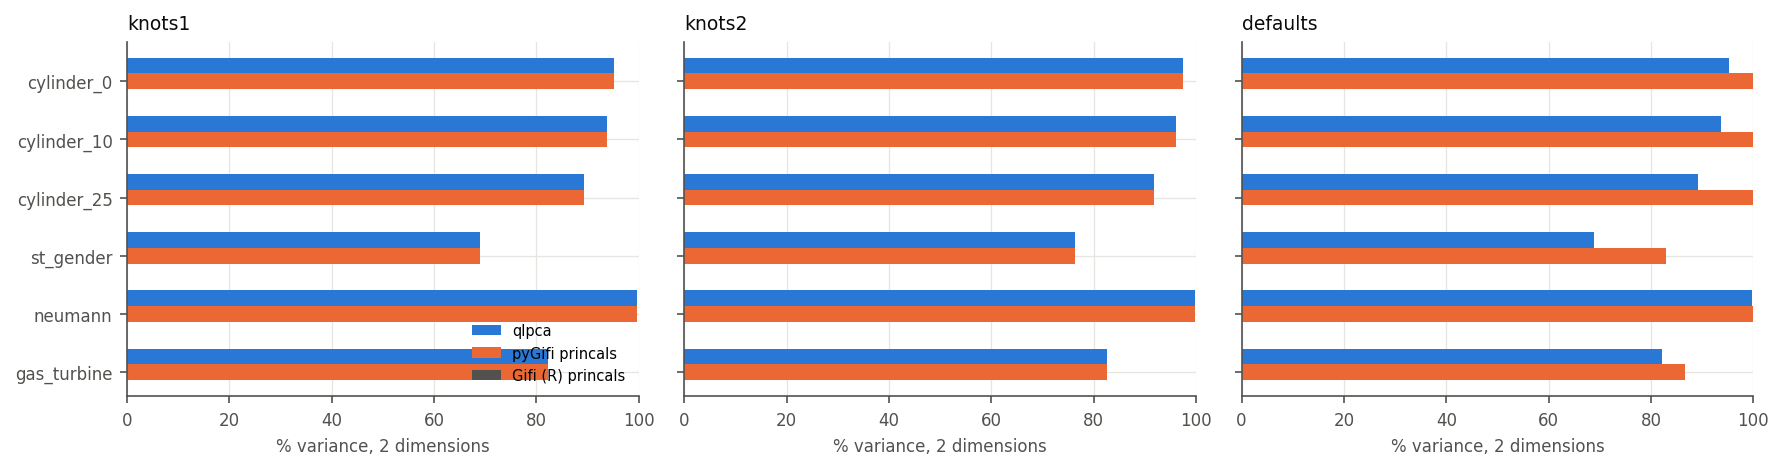 knots1
knots2
defaults
cylinder_0
cylinder_10
cylinder_25
st_gender
neumann
gas_turbine
qlpca
pyGifi princals
Gifi (R) princals
0 20 40 60 80 100
0 20 40 60 80 100
0 20 40 60 80 100
% variance, 2 dimensions
% variance, 2 dimensions
% variance, 2 dimensions